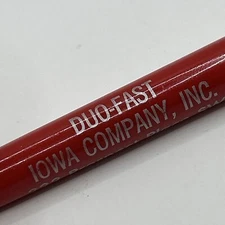 DUO-FAST
IOWA COMPANY, INC.